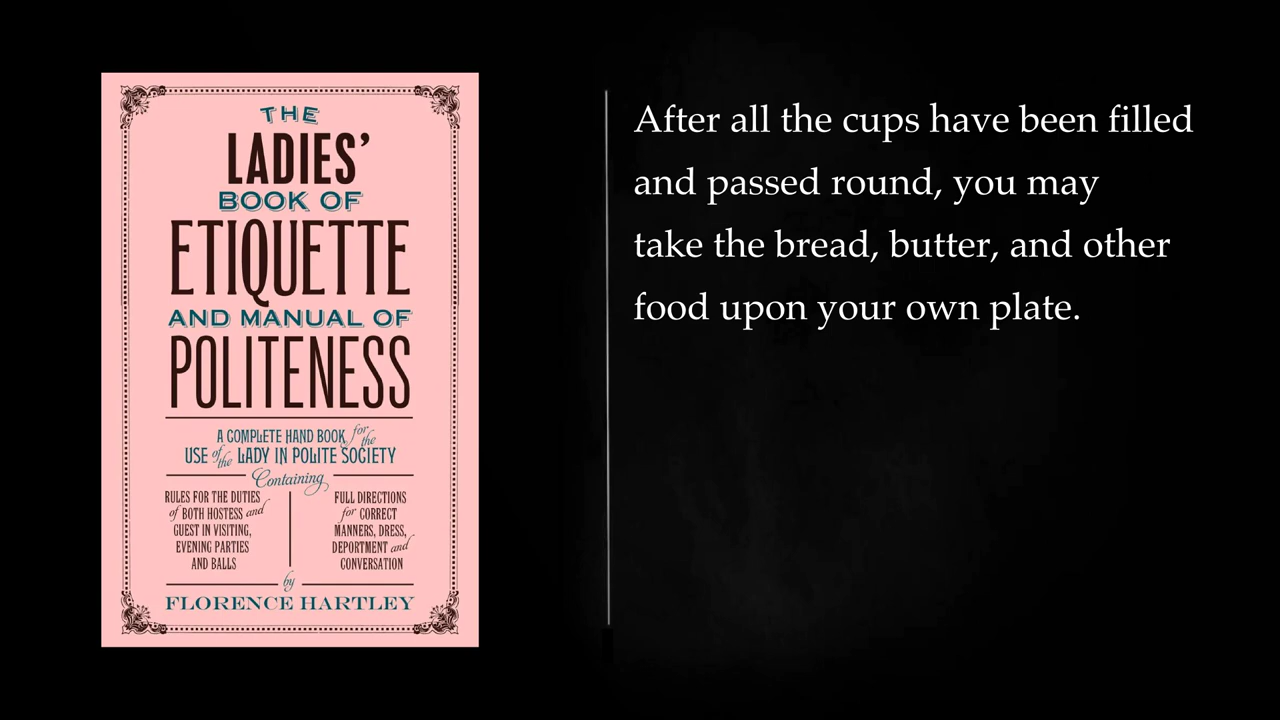 THE
LADIES'
BOOK OF
ETIQUETTE
AND MANUAL OF
POLITENESS
A COMPLETE HAND BOOK for the
USE of the LADY IN POLITE SOCIETY
Containing
RULES FOR THE DUTIES
of BOTH HOSTESS and
GUEST IN VISITING,
EVENING PARTIES
AND BALLS
FULL DIRECTIONS
for CORRECT
MANNERS, DRESS,
DEPORTMENT and
CONVERSATION
by
FLORENCE HARTLEY
After all the cups have been filled
and passed round, you may
take the bread, butter, and other
food upon your own plate.